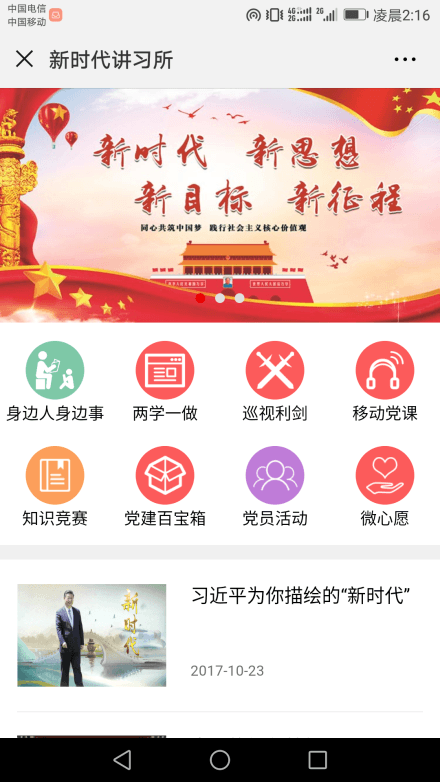 中国电信
中国移动
4G
2G
2G
凌晨2:16
新时代讲习所
新时代 新思想
新目标 新征程
同心共筑中国梦 践行社会主义核心价值观
身边人身边事
两学一做
巡视利剑
移动党课
知识竞赛
党建百宝箱
党员活动
微心愿
习近平为你描绘的“新时代”
新时代
2017-10-23